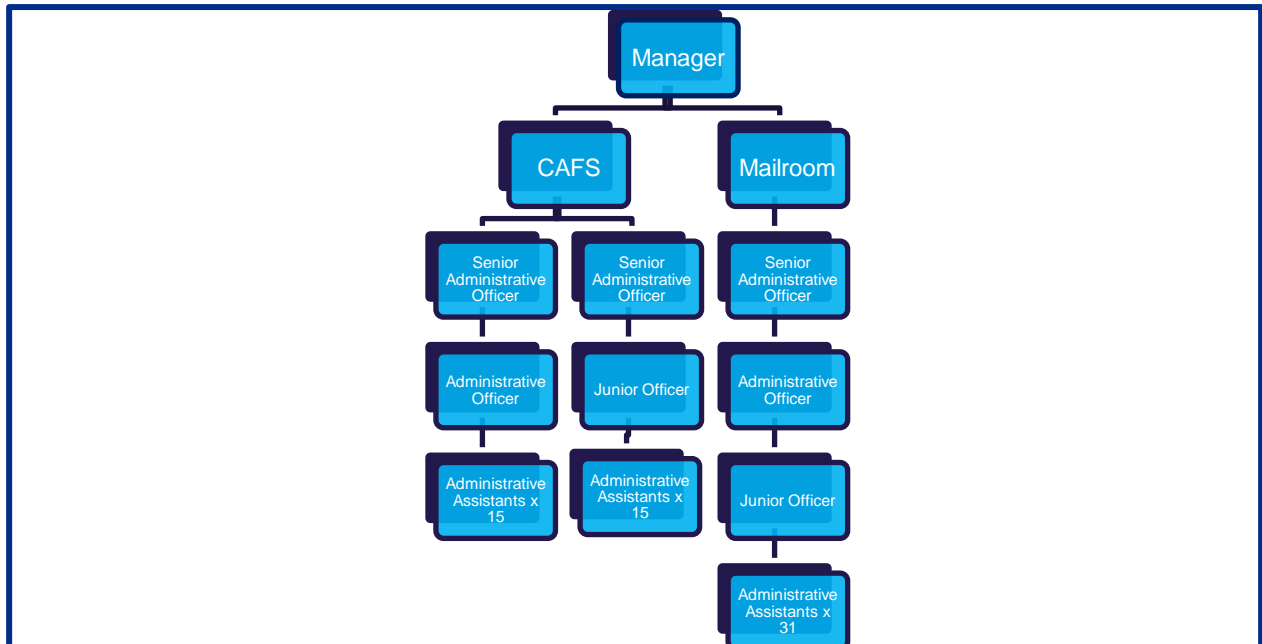 Manager
CAFS
Mailroom
Senior
Administrative
Officer
Senior
Administrative
Officer
Senior
Administrative
Officer
Administrative
Officer
Junior Officer
Administrative
Officer
Administrative
Assistants x
15
Administrative
Assistants x
15
Junior Officer
Administrative
Assistants x
31